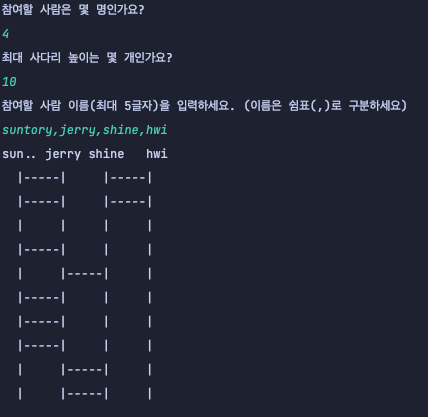 참여할 사람은 몇 명인가요?
4
최대 사다리 높이는 몇 개인가요?
10
참여할 사람 이름(최대 5글자)을 입력하세요. (이름은 쉼표(,)로 구분하세요)
suntory,jerry,shine,hwi
sun.. jerry shine   hwi
  |-----|     |-----|
  |-----|     |-----|
  |     |     |     |
  |-----|     |     |
  |     |-----|     |
  |-----|     |     |
  |-----|     |     |
  |-----|     |     |
  |     |-----|     |
  |     |-----|     |